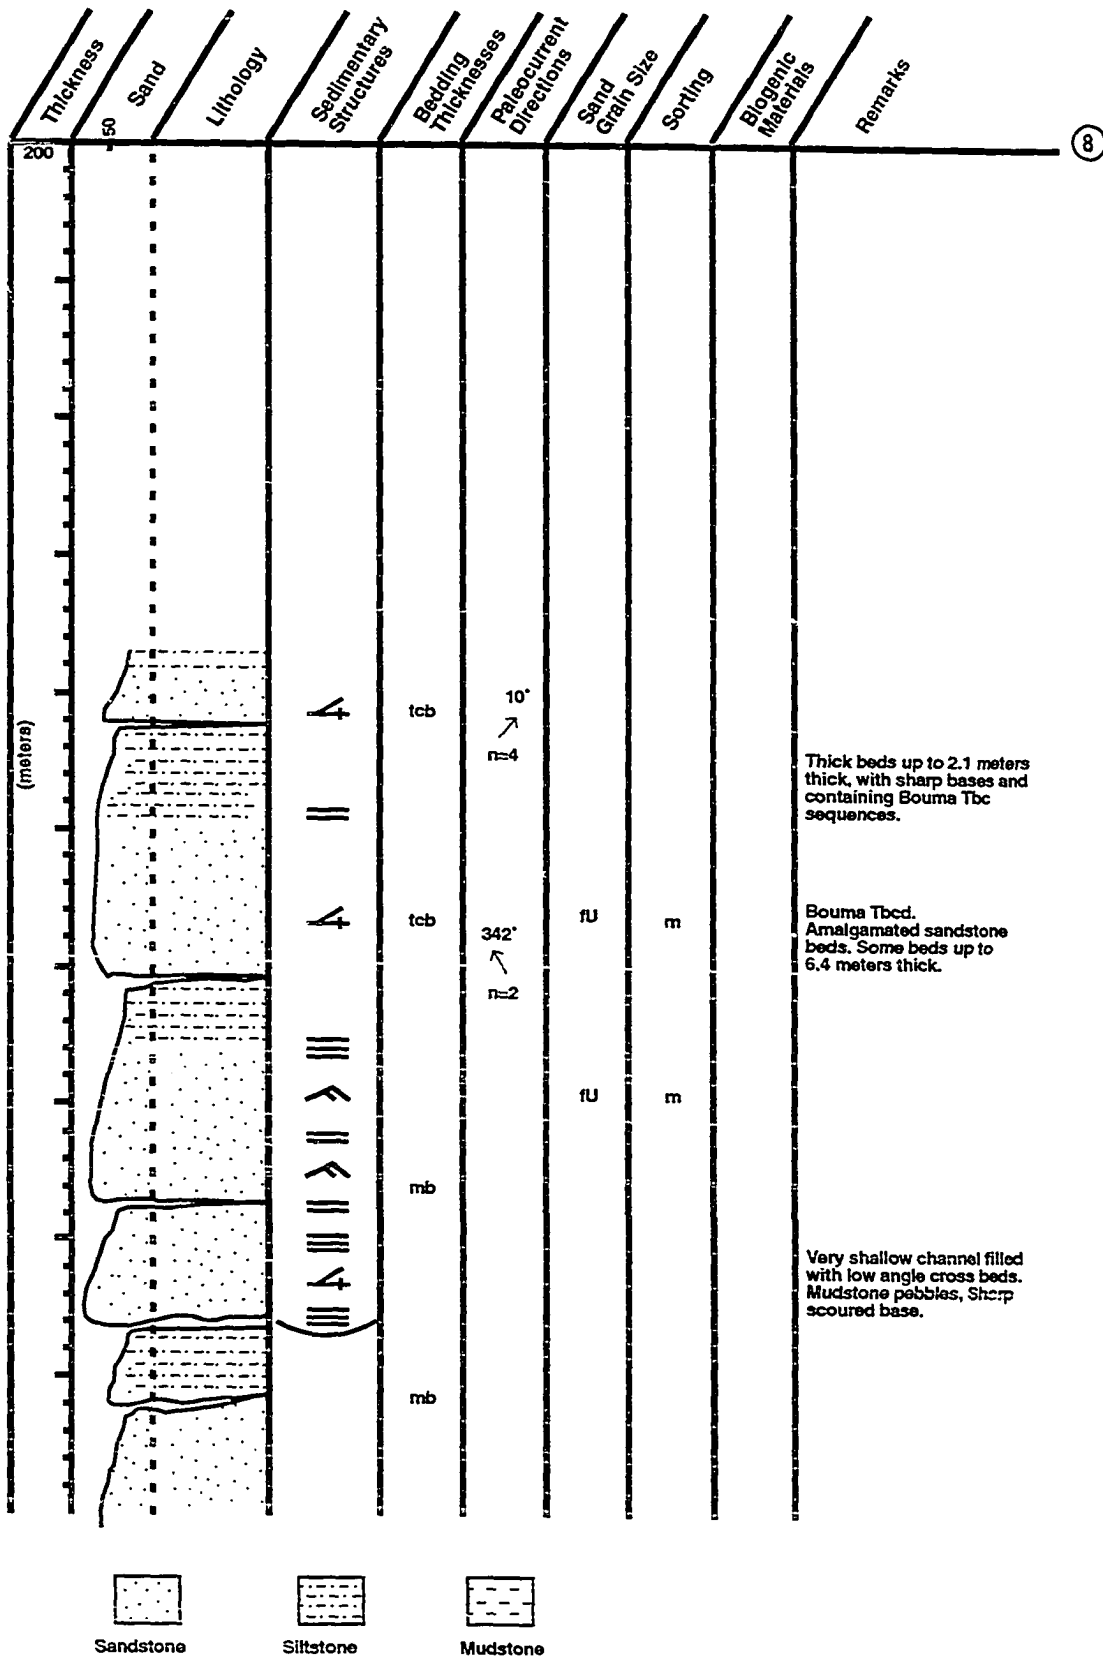 Thickness
Sand
Lithology
Sedimentary
Structures
Bedding
Thicknesses
Paleocurrent
Directions
Sand
Grain Size
Sorting
Biogenic
Materials
Remarks
50
200
8
(meters)
tcb
10°
n=4
Thick beds up to 2.1 meters
thick, with sharp bases and
containing Bouma Tbc
sequences.
tcb
342°
n=2
fU
m
Bouma Tbcd.
Amalgamated sandstone
beds. Some beds up to
6.4 meters thick.
fU
m
mb
Very shallow channel filled
with low angle cross beds.
Mudstone pebbles, Sharp
scoured base.
mb
Sandstone
Siltstone
Mudstone